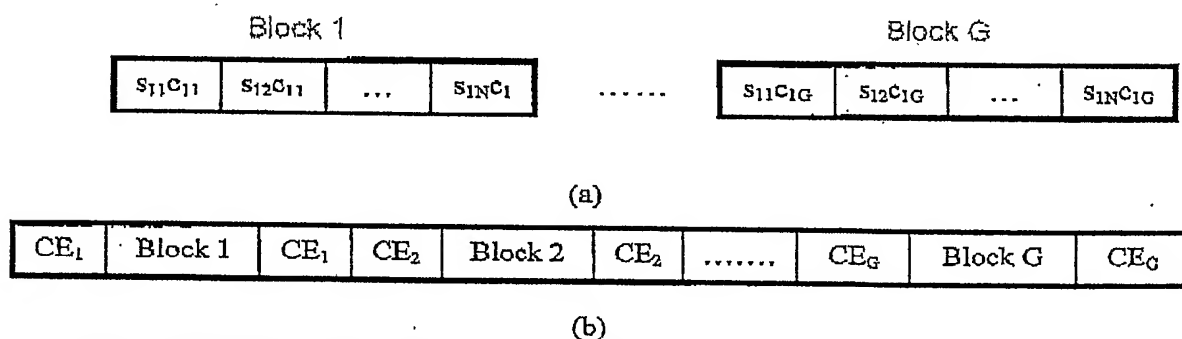 Block 1 Block G
S₁₁C₁₁ S₁₂C₁₁ ... S₁NC₁ ...... S₁₁C₁G S₁₂C₁G ... S₁NC₁G
(a)
CE₁ Block 1 CE₁ CE₂ Block 2 CE₂ ....... CEG Block G CEG
(b)